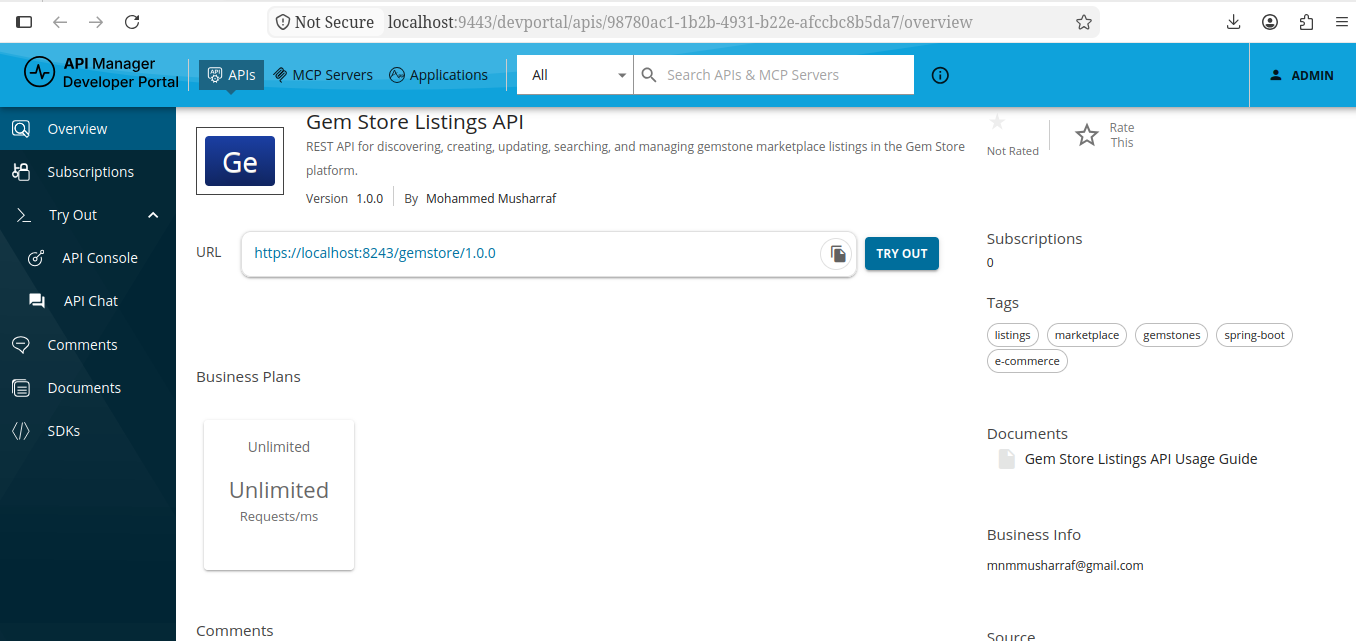 Not Secure localhost:9443/devportal/apis/98780ac1-1b2b-4931-b22e-afccbc8b5da7/overview
API Manager
Developer Portal
APIs
MCP Servers
Applications
All
Search APIs & MCP Servers
ADMIN
Overview
Subscriptions
Try Out
API Console
API Chat
Comments
Documents
SDKs
Ge
Gem Store Listings API
REST API for discovering, creating, updating, searching, and managing gemstone marketplace listings in the Gem Store
platform.
Version 1.0.0 By Mohammed Musharraf
Not Rated
Rate
This
URL
https://localhost:8243/gemstore/1.0.0
TRY OUT
Business Plans
Unlimited
Unlimited
Requests/ms
Comments
Subscriptions
0
Tags
listings marketplace gemstones spring-boot
e-commerce
Documents
Gem Store Listings API Usage Guide
Business Info
mnmmusharraf@gmail.com
Source